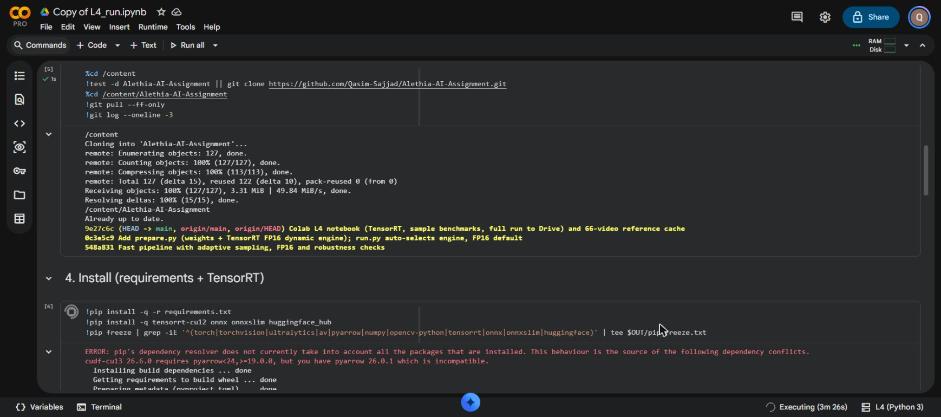 CO
PRO
Copy of L4_run.ipynb
File Edit View Insert Runtime Tools Help
Share
Q
Commands + Code + Text Run all
RAM
Disk
[5]
1s
%cd /content
!test -d Alethia-AI-Assignment || git clone https://github.com/Qasim-Sajjad/Alethia-AI-Assignment.git
%cd /content/Alethia-AI-Assignment
!git pull --ff-only
!git log --oneline -3
/content
Cloning into 'Alethia-AI-Assignment'...
remote: Enumerating objects: 127, done.
remote: Counting objects: 100% (127/127), done.
remote: Compressing objects: 100% (113/113), done.
remote: Total 127 (delta 15), reused 122 (delta 10), pack-reused 0 (from 0)
Receiving objects: 100% (127/127), 3.31 MiB | 49.84 MiB/s, done.
Resolving deltas: 100% (15/15), done.
/content/Alethia-AI-Assignment
Already up to date.
9e27c6c (HEAD -> main, origin/main, origin/HEAD) Colab L4 notebook (TensorRT, sample benchmarks, full run to Drive) and 66-video reference cache
0c3e5c9 Add prepare.py (weights + TensorRT FP16 dynamic engine); run.py auto-selects engine, FP16 default
548a831 Fast pipeline with adaptive sampling, FP16 and robustness checks
4. Install (requirements + TensorRT)
!pip install -q -r requirements.txt
!pip install -q tensorrt-cu12 onnx onnxslim huggingface_hub
!pip freeze | grep -iE '^(torch|torchvision|ultralytics|av|pyarrow|numpy|opencv-python|tensorrt|onnx|onnxslim|huggingface)' | tee $OUT/pip_freeze.txt
ERROR: pip's dependency resolver does not currently take into account all the packages that are installed. This behaviour is the source of the following dependency conflicts.
requires pyarrow<24,>=19.0.0, but you have pyarrow 26.0.1 which is incompatible.
Installing build dependencies ... done
Getting requirements to build wheel ... done
Preparing metadata (pyproject.toml) ... done
Variables Terminal
Executing (3m 26s) L4 (Python 3)